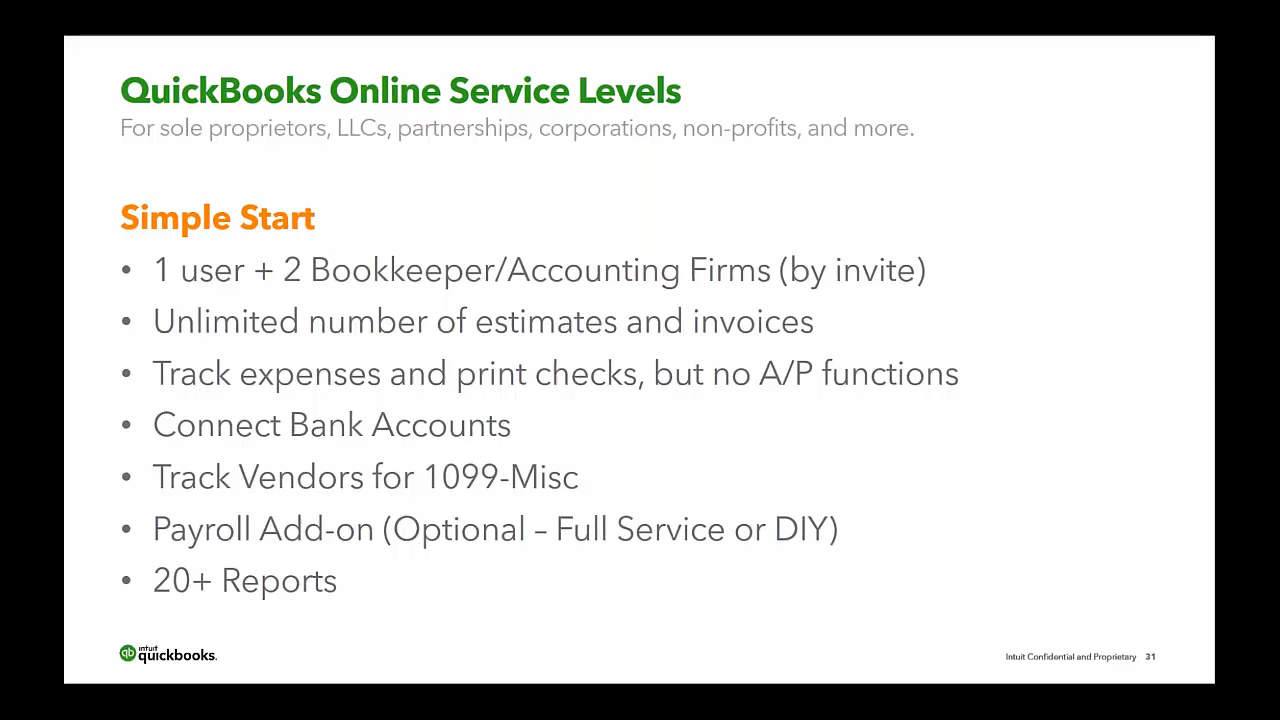 QuickBooks Online Service Levels
For sole proprietors, LLCs, partnerships, corporations, non-profits, and more.
Simple Start
• 1 user + 2 Bookkeeper/Accounting Firms (by invite)
• Unlimited number of estimates and invoices
• Track expenses and print checks, but no A/P functions
• Connect Bank Accounts
• Track Vendors for 1099-Misc
• Payroll Add-on (Optional – Full Service or DIY)
• 20+ Reports
qb intuit quickbooks.
Intuit Confidential and Proprietary 31